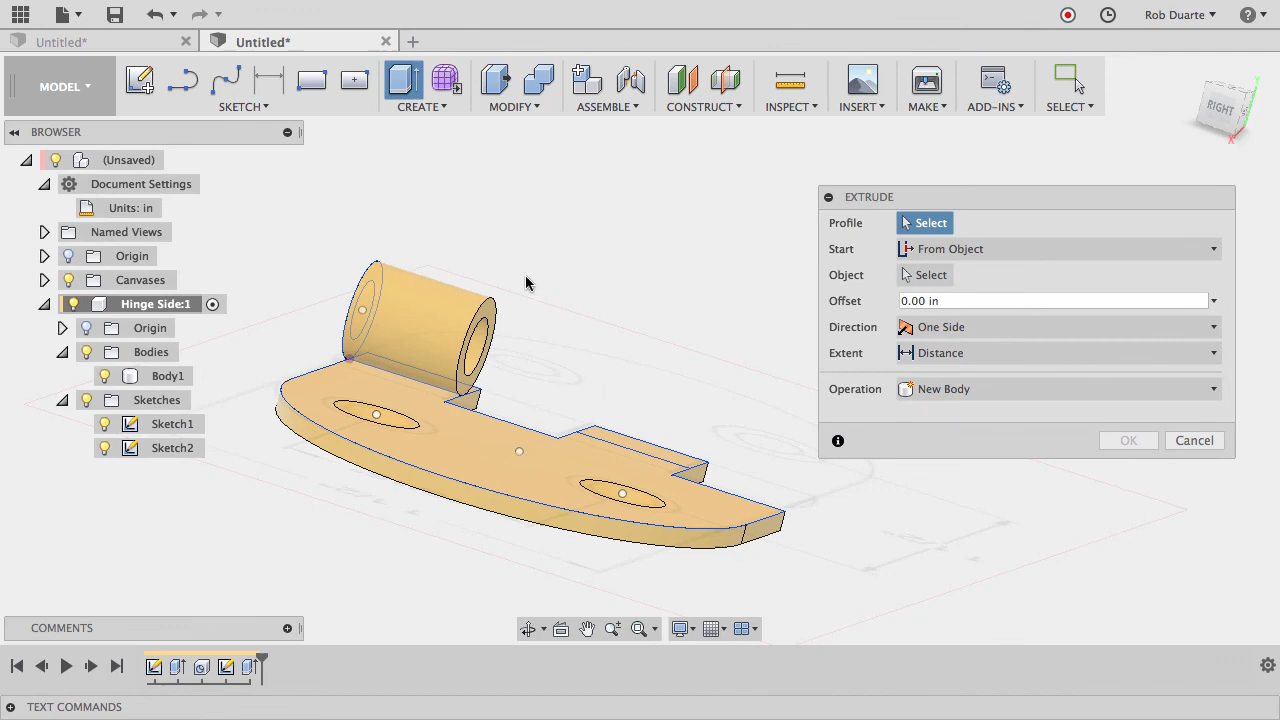 Rob Duarte
Untitled*
Untitled*
MODEL
SKETCH
CREATE
MODIFY
ASSEMBLE
CONSTRUCT
INSPECT
INSERT
MAKE
ADD-INS
SELECT
RIGHT
Y
X
BROWSER
(Unsaved)
Document Settings
Units: in
Named Views
Origin
Canvases
Hinge Side:1
Origin
Bodies
Body1
Sketches
Sketch1
Sketch2
EXTRUDE
Profile Select
Start From Object
Object Select
Offset 0.00 in
Direction One Side
Extent Distance
Operation New Body
OK Cancel
COMMENTS
TEXT COMMANDS